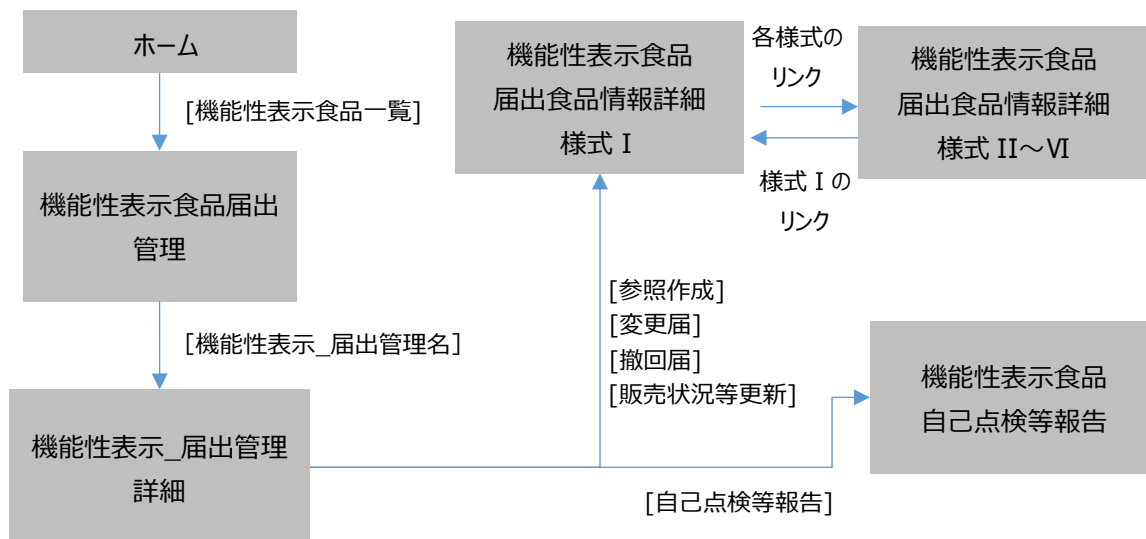 ホーム
[機能性表示食品一覧]
機能性表示食品届出
管理
[機能性表示_届出管理名]
機能性表示_届出管理
詳細
機能性表示食品
届出食品情報詳細
様式 I
各様式の
リンク
様式 I の
リンク
機能性表示食品
届出食品情報詳細
様式 II～VI
[参照作成]
[変更届]
[撤回届]
[販売状況等更新]
機能性表示食品
自己点検等報告
[自己点検等報告]